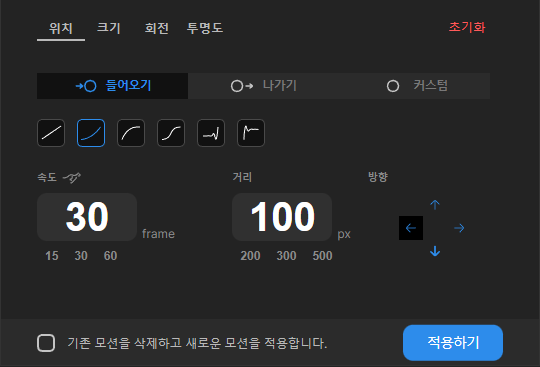 위치 크기 회전 투명도 초기화
들어오기 나가기 커스텀
속도 거리 방향
30 frame 100 px
15 30 60 200 300 500
기존 모션을 삭제하고 새로운 모션을 적용합니다. 적용하기